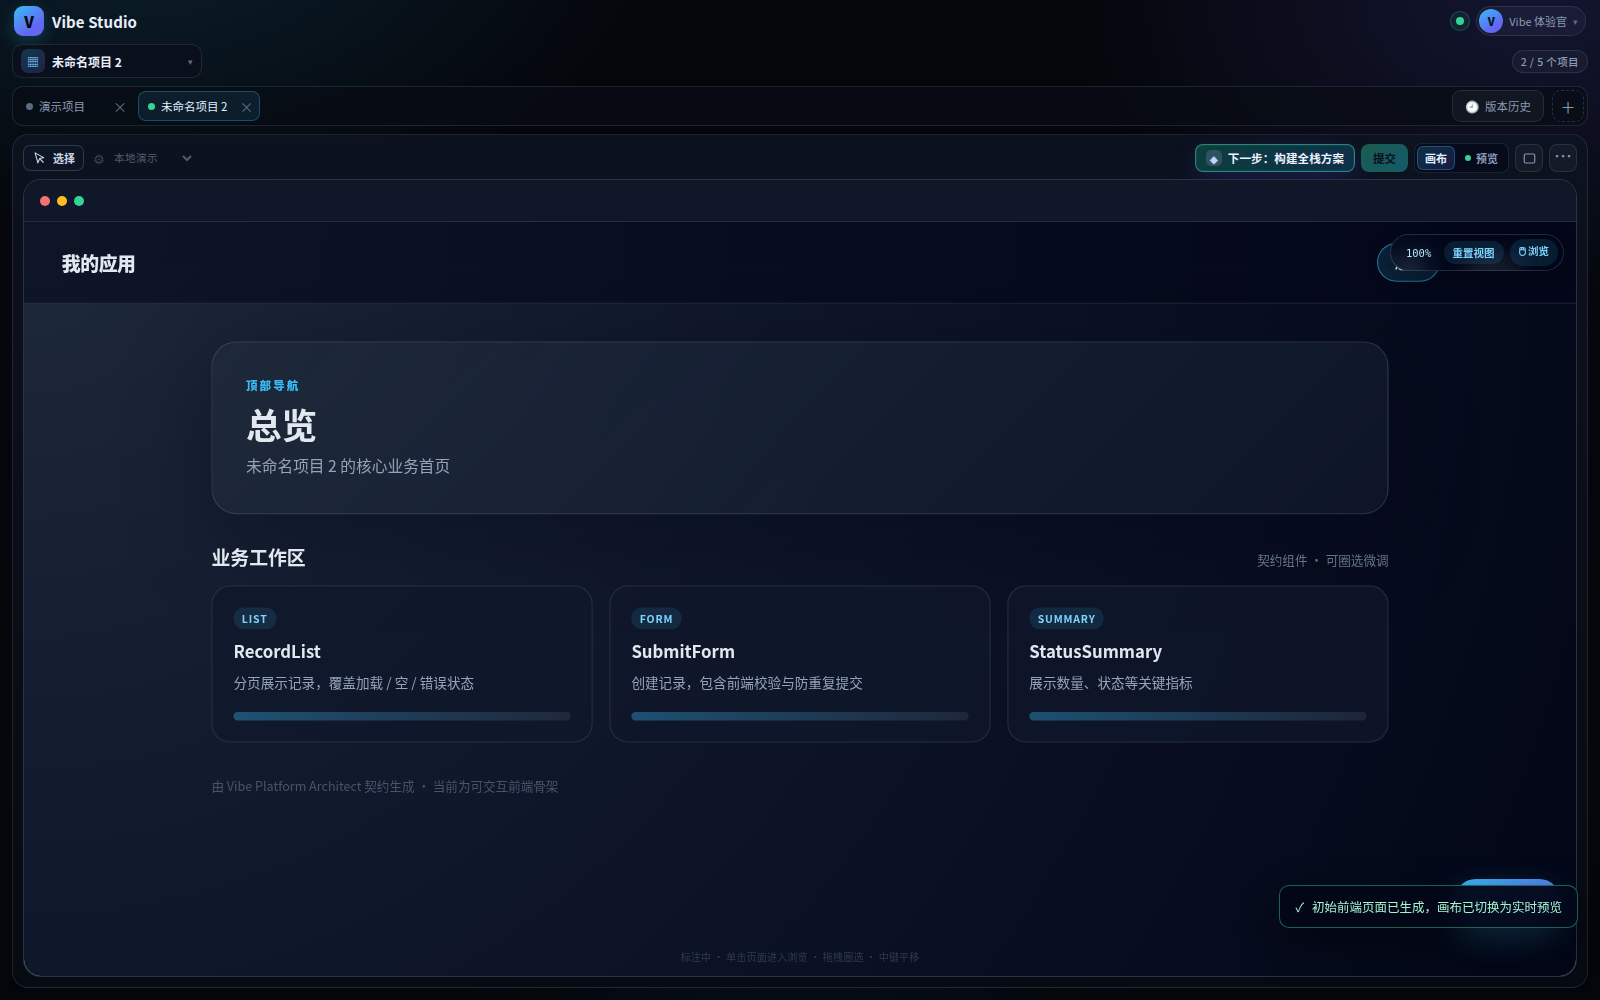 V Vibe Studio
V Vibe 体验官
未命名项目 2
2 / 5 个项目
演示项目
未命名项目 2
版本历史
选择
本地演示
下一步：构建全栈方案
提交
画布
预览
我的应用
100%
重置视图
浏览
顶部导航
总览
未命名项目 2 的核心业务首页
业务工作区
契约组件 · 可圈选微调
LIST
RecordList
分页展示记录，覆盖加载 / 空 / 错误状态
FORM
SubmitForm
创建记录，包含前端校验与防重复提交
SUMMARY
StatusSummary
展示数量、状态等关键指标
由 Vibe Platform Architect 契约生成 · 当前为可交互前端骨架
✓ 初始前端页面已生成，画布已切换为实时预览
标注中 · 单击页面进入浏览 · 拖拽圈选 · 中键平移